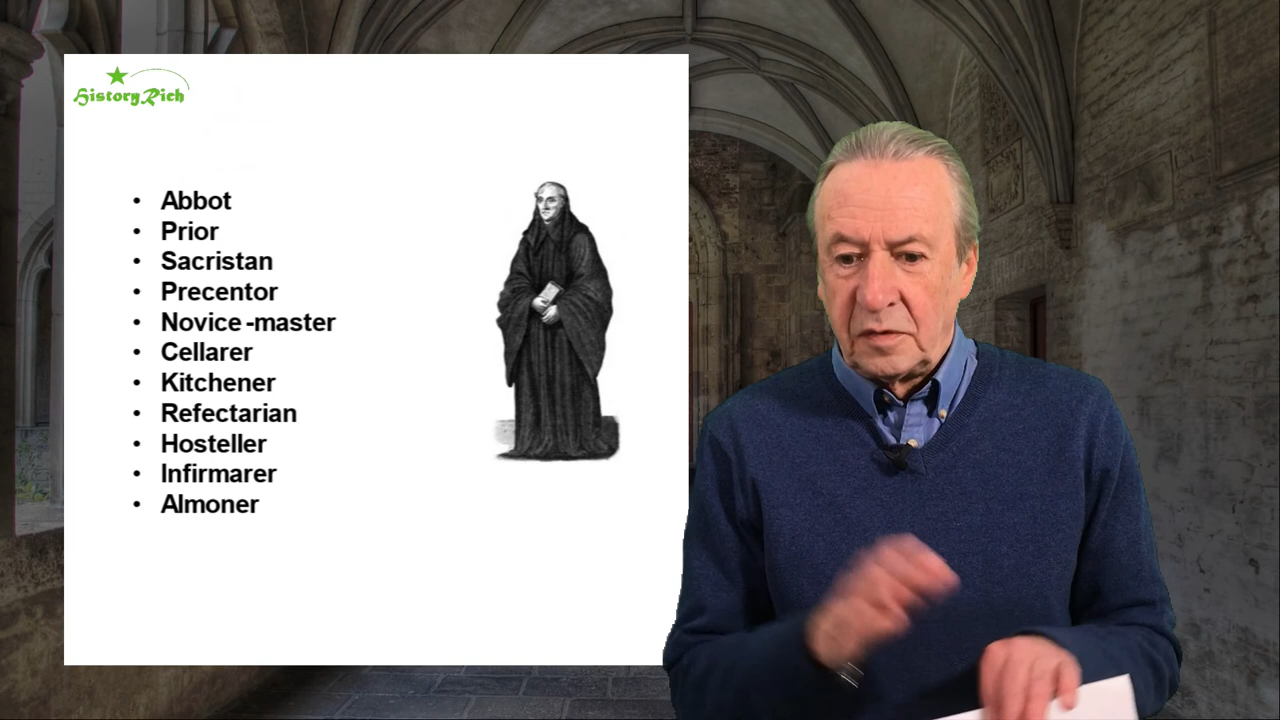 HistoryRich
• Abbot
• Prior
• Sacristan
• Precentor
• Novice-master
• Cellarer
• Kitchener
• Refectarian
• Hosteller
• Infirmarer
• Almoner